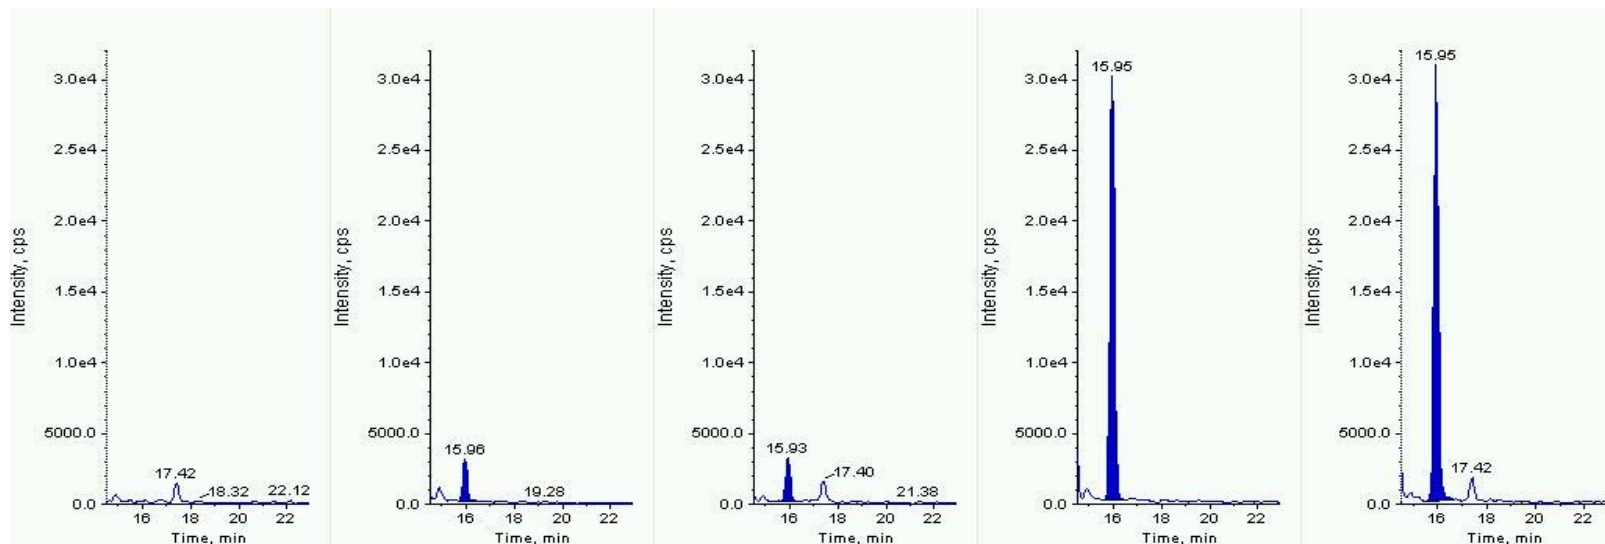 Intensity, cps
3.0e4
2.5e4
2.0e4
1.5e4
1.0e4
5000.0
0.0
17.42
18.32
22.12
16 18 20 22
Time, min
Intensity, cps
3.0e4
2.5e4
2.0e4
1.5e4
1.0e4
5000.0
0.0
15.96
19.28
16 18 20 22
Time, min
Intensity, cps
3.0e4
2.5e4
2.0e4
1.5e4
1.0e4
5000.0
0.0
15.93
17.40
21.38
16 18 20 22
Time, min
Intensity, cps
3.0e4
2.5e4
2.0e4
1.5e4
1.0e4
5000.0
0.0
15.95
16 18 20 22
Time, min
Intensity, cps
3.0e4
2.5e4
2.0e4
1.5e4
1.0e4
5000.0
0.0
15.95
17.42
16 18 20 22
Time, min